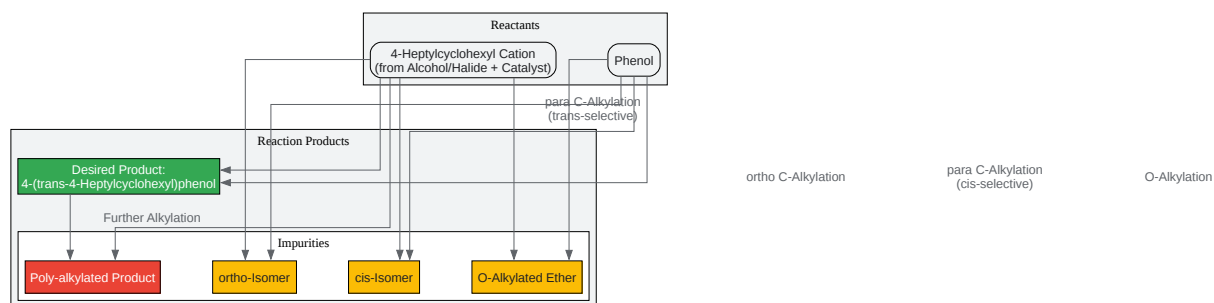 Reactants
4-Heptylcyclohexyl Cation
(from Alcohol/Halide + Catalyst)
Phenol
para C-Alkylation
(trans-selective)
Reaction Products
Desired Product:
4-(trans-4-Heptylcyclohexyl)phenol
ortho C-Alkylation
para C-Alkylation
(cis-selective)
O-Alkylation
Further Alkylation
Impurities
Poly-alkylated Product
ortho-Isomer
cis-Isomer
O-Alkylated Ether